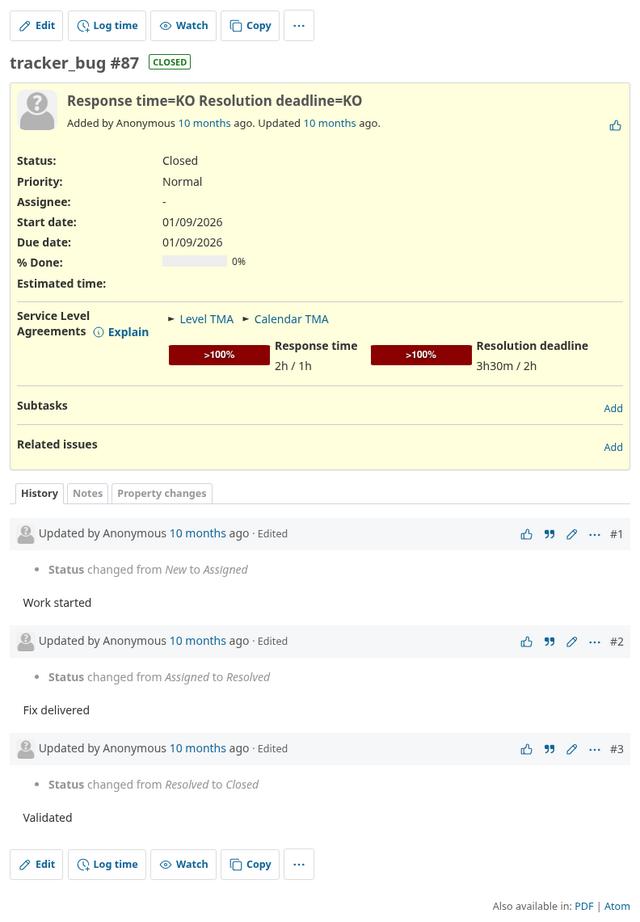 Edit Log time Watch Copy ...
tracker_bug #87 CLOSED
Response time=KO Resolution deadline=KO
Added by Anonymous 10 months ago. Updated 10 months ago.
Status: Closed
Priority: Normal
Assignee: -
Start date: 01/09/2026
Due date: 01/09/2026
% Done: 0%
Estimated time:
Service Level Agreements Explain
► Level TMA ► Calendar TMA
>100% Response time >100% Resolution deadline
2h / 1h 3h30m / 2h
Subtasks Add
Related issues Add
History Notes Property changes
Updated by Anonymous 10 months ago · Edited #1
• Status changed from New to Assigned
Work started
Updated by Anonymous 10 months ago · Edited #2
• Status changed from Assigned to Resolved
Fix delivered
Updated by Anonymous 10 months ago · Edited #3
• Status changed from Resolved to Closed
Validated
Edit Log time Watch Copy ...
Also available in: PDF | Atom